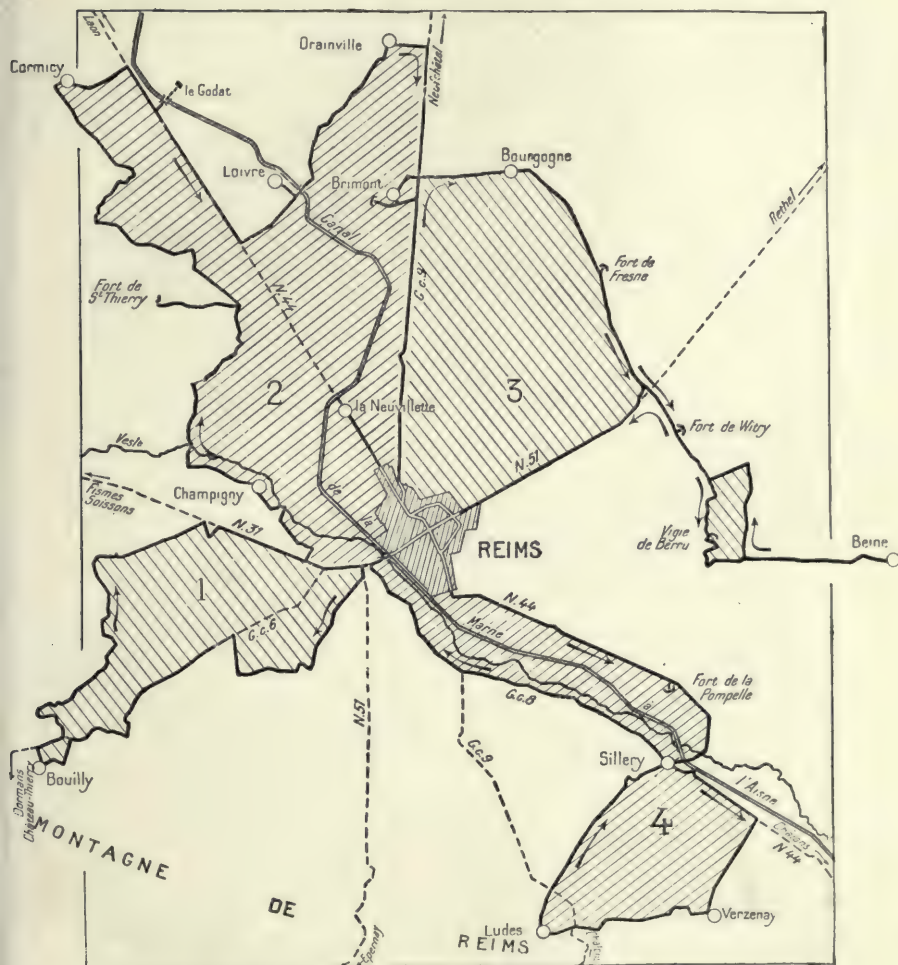 Laon
Orainville
Neufchâtel
Cormicy
le Godat
Loivre
Brimont
Bourgogne
Rethel
Canal
Fort de
Fresne
Fort de
St Thierry
N.44
G.c.9
2
3
la Neuvillette
Fort de Witry
Vesle
N.51
Fismes
Soissons
Champigny
de
la
N.31
REIMS
Vigie
de Berru
Beine
1
G.c.6
N.44
Marne
Fort de la
Pompelle
G.c.8
à
N.51
G.c.9
Sillery
l'Aisne
Bouilly
Dormans
Château-Thierry
Châlons
N.44
4
MONTAGNE
DE
REIMS
Ludes
Verzenay
Epernay